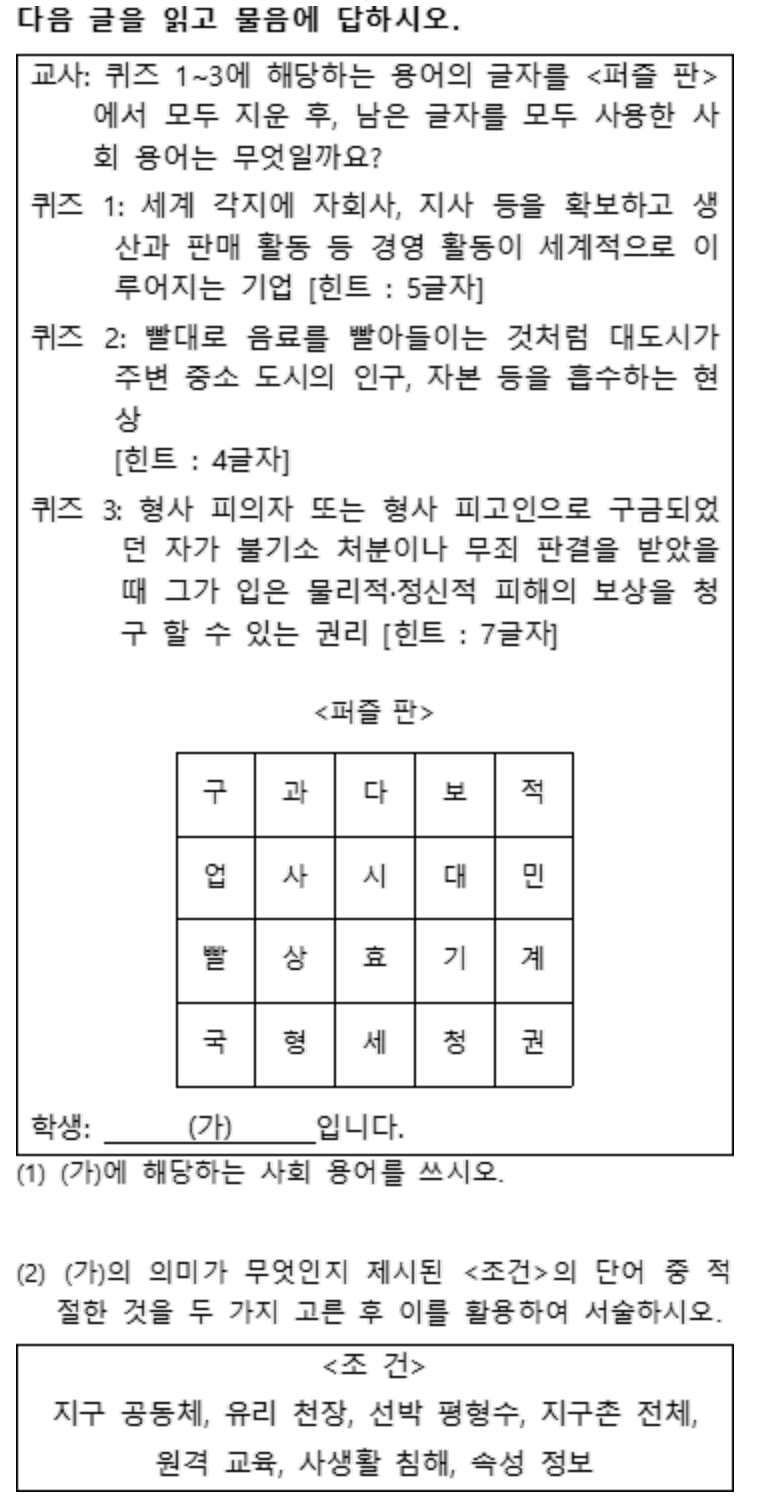 다음 글을 읽고 물음에 답하시오.
교사: 퀴즈 1~3에 해당하는 용어의 글자를 <퍼즐 판>
에서 모두 지운 후, 남은 글자를 모두 사용한 사
회 용어는 무엇일까요?
퀴즈 1: 세계 각지에 자회사, 지사 등을 확보하고 생
산과 판매 활동 등 경영 활동이 세계적으로 이
루어지는 기업 [힌트 : 5글자]
퀴즈 2: 빨대로 음료를 빨아들이는 것처럼 대도시가
주변 중소 도시의 인구, 자본 등을 흡수하는 현
상
[힌트 : 4글자]
퀴즈 3: 형사 피의자 또는 형사 피고인으로 구금되었
던 자가 불기소 처분이나 무죄 판결을 받았을
때 그가 입은 물리적·정신적 피해의 보상을 청
구 할 수 있는 권리 [힌트 : 7글자]
<퍼즐 판>
구 과 다 보 적
업 사 시 대 민
빨 상 효 기 계
국 형 세 청 권
학생: (가) 입니다.
(1) (가)에 해당하는 사회 용어를 쓰시오.
(2) (가)의 의미가 무엇인지 제시된 <조건>의 단어 중 적
절한 것을 두 가지 고른 후 이를 활용하여 서술하시오.
<조 건>
지구 공동체, 유리 천장, 선박 평형수, 지구촌 전체,
원격 교육, 사생활 침해, 속성 정보